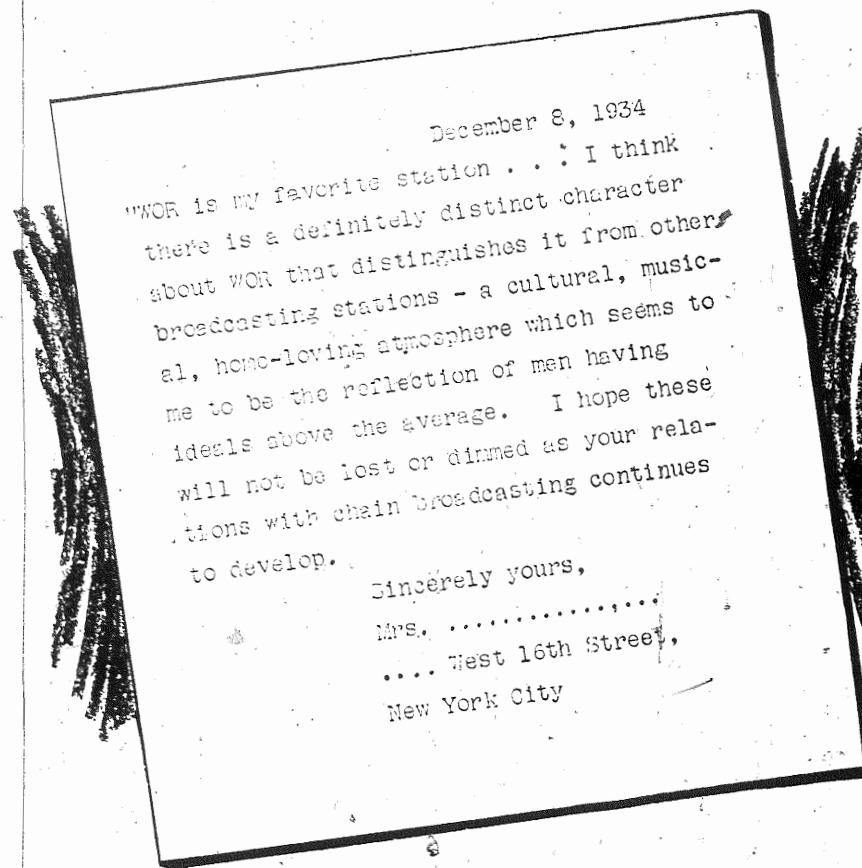 December 8, 1934
"WOR is my favorite station . . . I think
there is a definitely distinct character
about WOR that distinguishes it from other
broadcasting stations - a cultural, music-
al, home-loving atmosphere which seems to
me to be the reflection of men having
ideals above the average. I hope these
will not be lost or dimmed as your rela-
tions with chain broadcasting continues
to develop.
Sincerely yours,
Mrs. ................
.... West 16th Street,
New York City